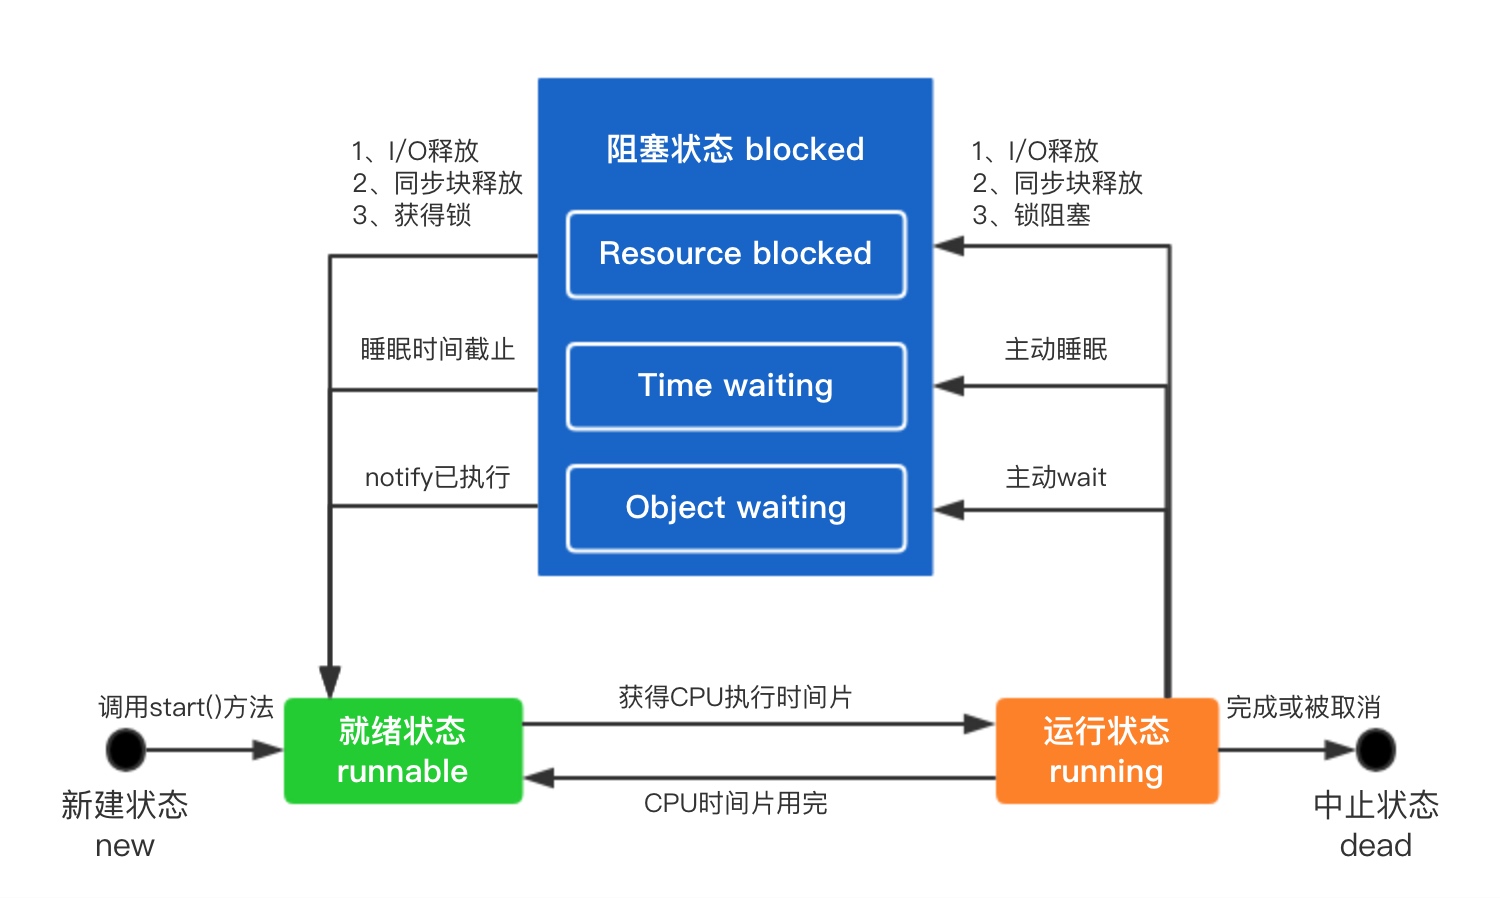 阻塞状态 blocked
1、I/O释放
2、同步块释放
3、获得锁
1、I/O释放
2、同步块释放
3、锁阻塞
Resource blocked
睡眠时间截止
Time waiting
主动睡眠
notify已执行
Object waiting
主动wait
调用start()方法
新建状态
new
就绪状态
runnable
获得CPU执行时间片
CPU时间片用完
运行状态
running
完成或被取消
中止状态
dead